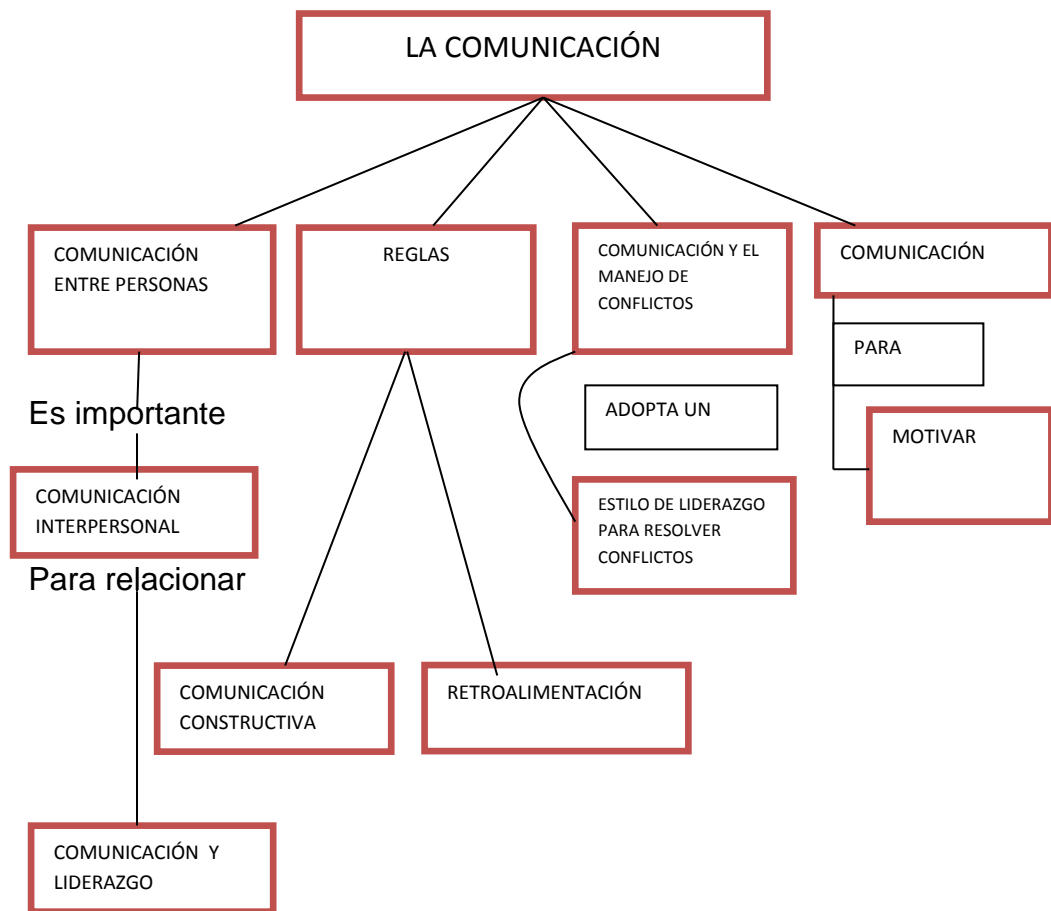 LA COMUNICACIÓN
COMUNICACIÓN
ENTRE PERSONAS
REGLAS
COMUNICACIÓN Y EL
MANEJO DE
CONFLICTOS
COMUNICACIÓN
PARA
ADOPTA UN
MOTIVAR
Es importante
COMUNICACIÓN
INTERPERSONAL
ESTILO DE LIDERAZGO
PARA RESOLVER
CONFLICTOS
Para relacionar
COMUNICACIÓN
CONSTRUCTIVA
RETROALIMENTACIÓN
COMUNICACIÓN Y
LIDERAZGO